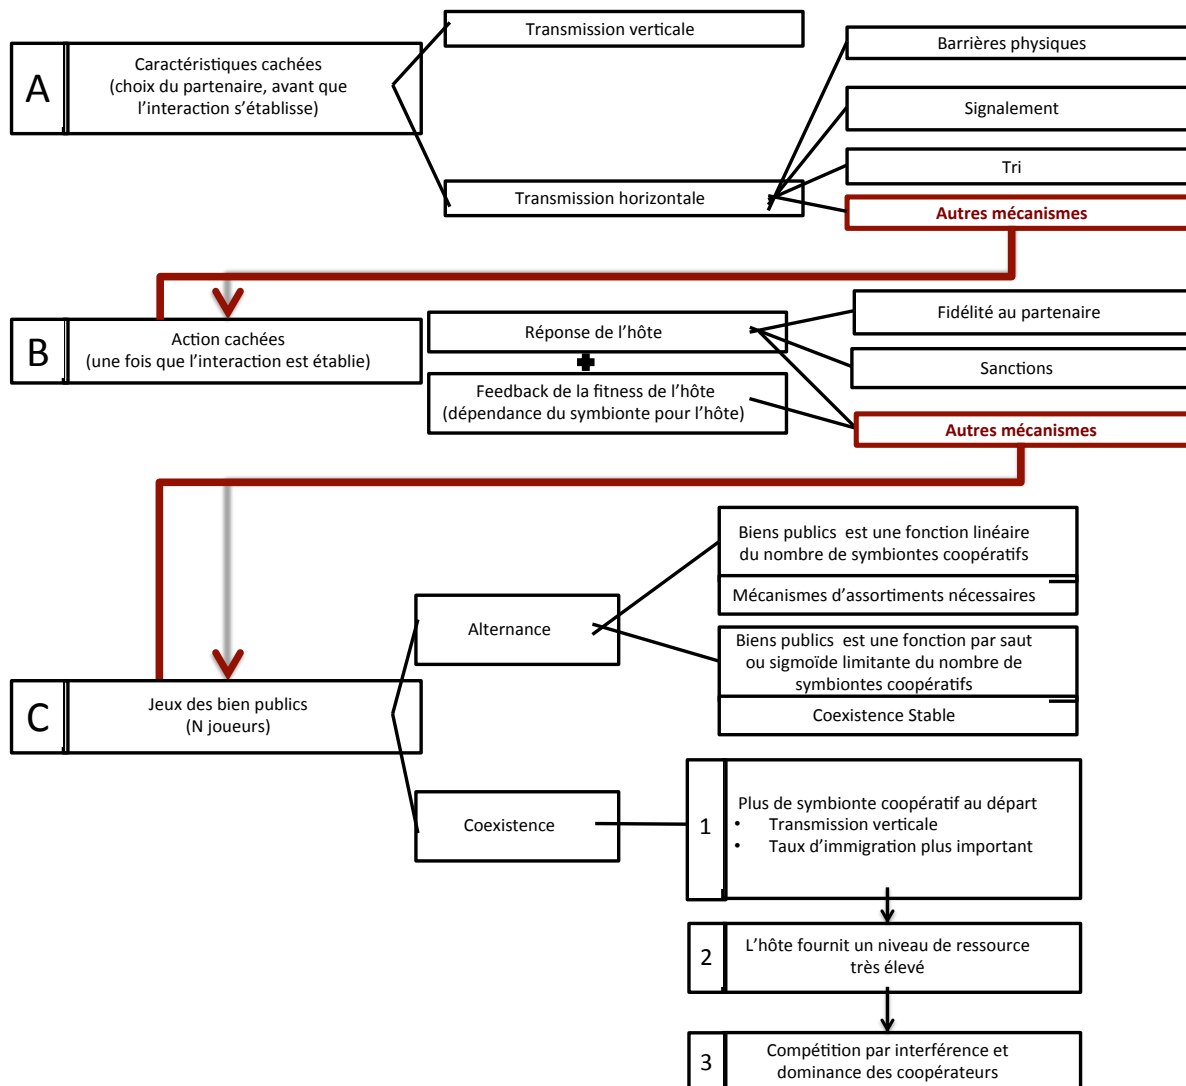 A
Caractéristiques cachées
(choix du partenaire, avant que
l'interaction s'établisse)
Transmission verticale
Transmission horizontale
Barrières physiques
Signalement
Tri
Autres mécanismes
B
Action cachées
(une fois que l'interaction est établie)
Réponse de l'hôte
Feedback de la fitness de l'hôte
(dépendance du symbionte pour l'hôte)
Fidélité au partenaire
Sanctions
Autres mécanismes
C
Jeux des bien publics
(N joueurs)
Alternance
Biens publics est une fonction linéaire
du nombre de symbiontes coopératifs
Mécanismes d'assortiments nécessaires
Biens publics est une fonction par saut
ou sigmoïde limitante du nombre de
symbiontes coopératifs
Coexistence Stable
Coexistence
1
Plus de symbionte coopératif au départ
• Transmission verticale
• Taux d'immigration plus important
2
L'hôte fournit un niveau de ressource
très élevé
3
Compétition par interférence et
dominance des coopérateurs